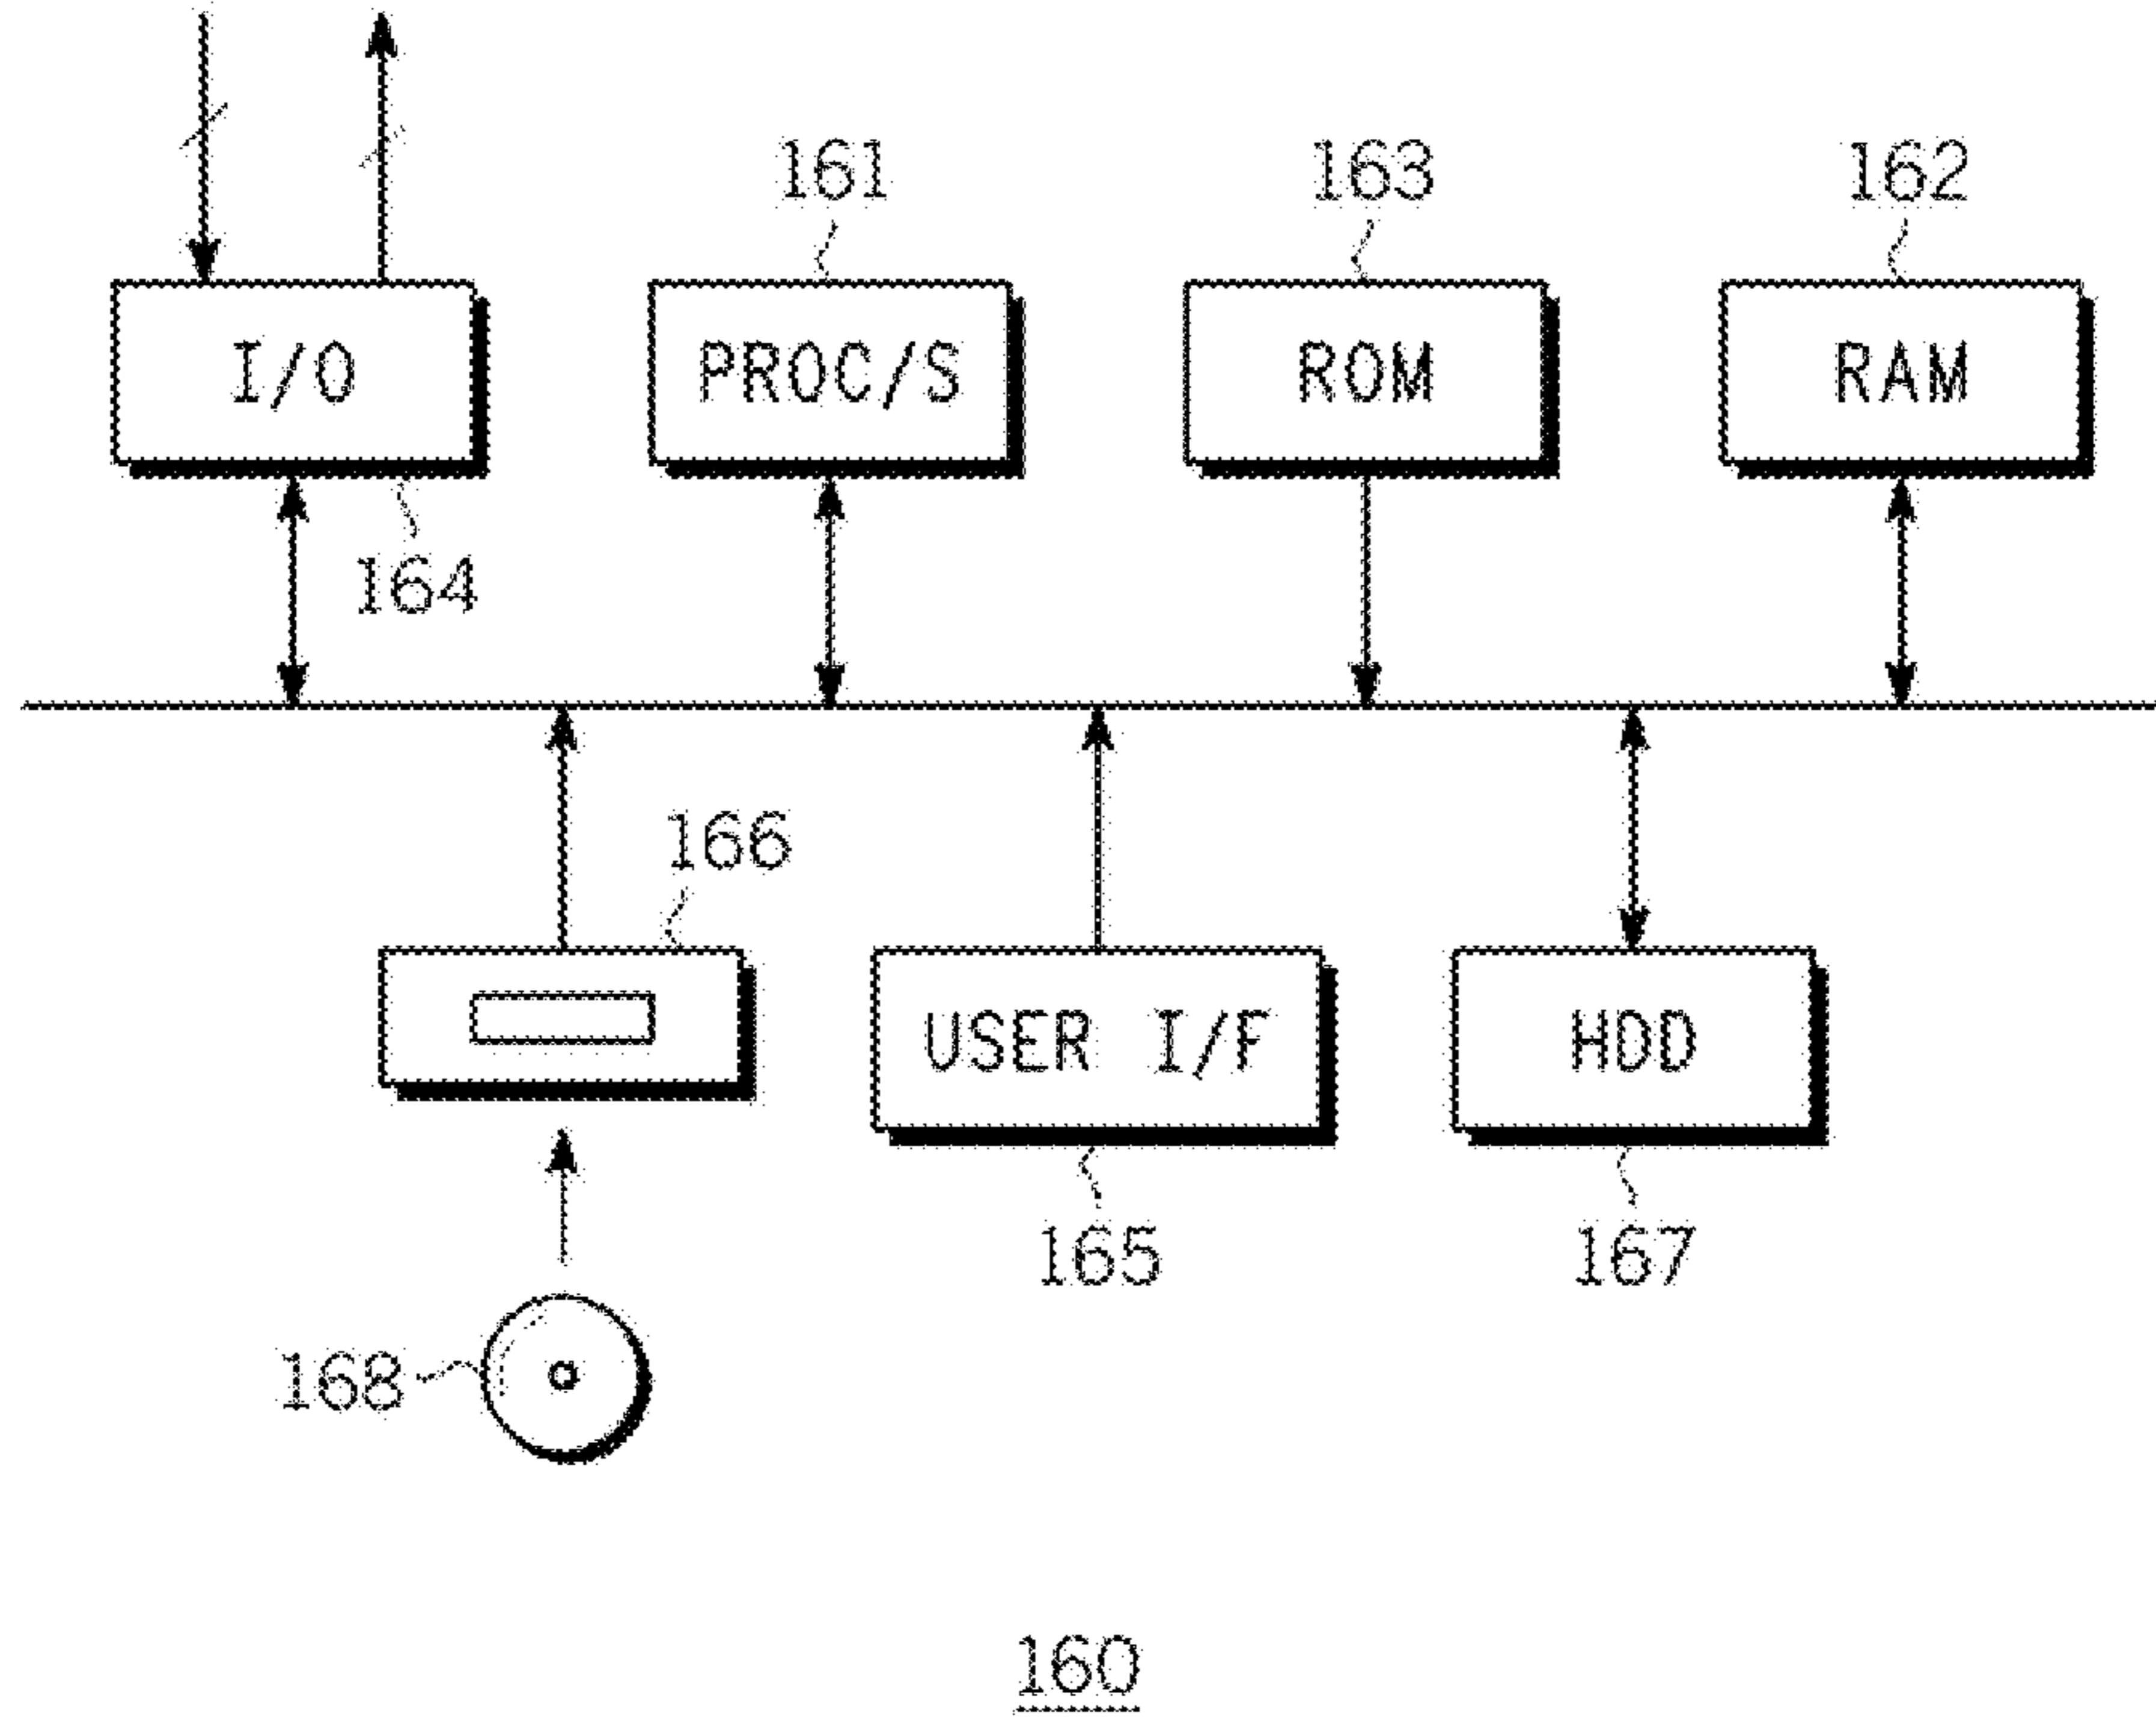 161 163 162
I/O PROC/S ROM RAM
164
166
USER I/F HDD
165 167
168
160